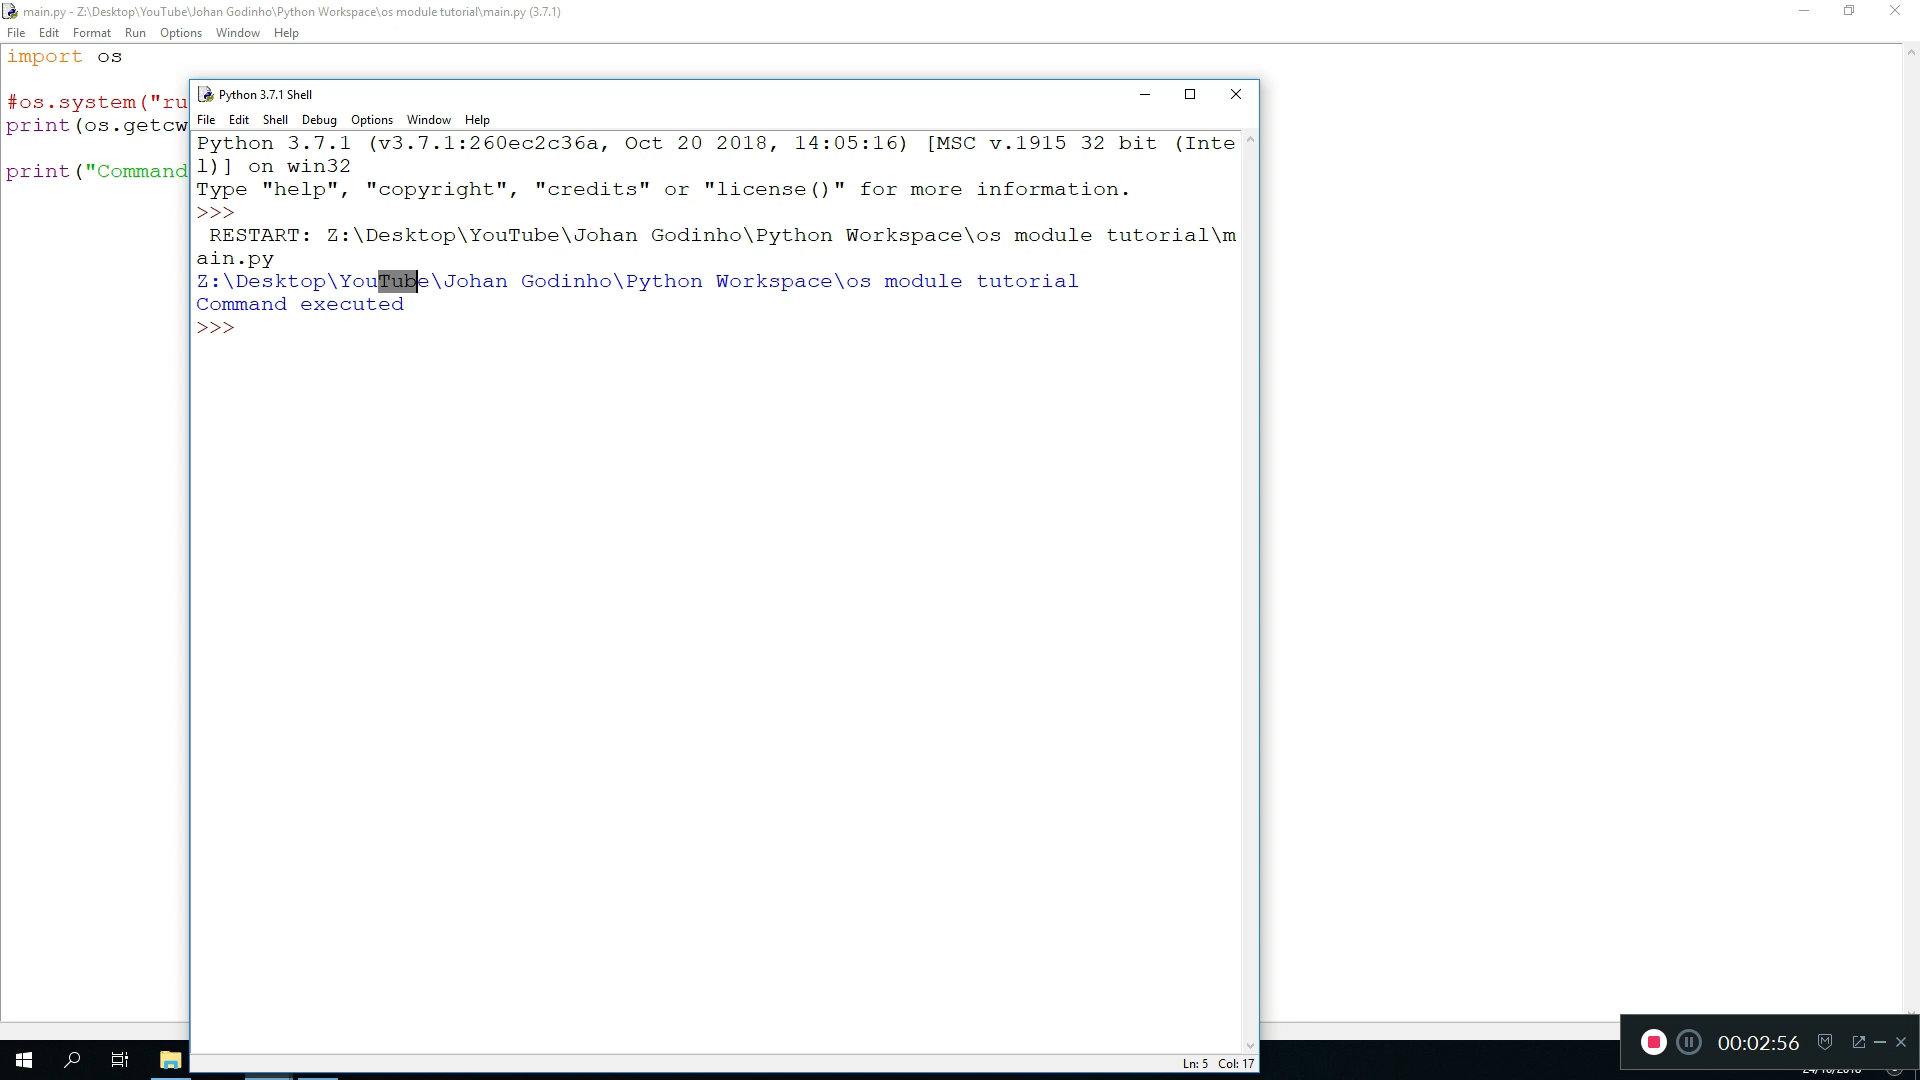 main.py - Z:\Desktop\YouTube\Johan Godinho\Python Workspace\os module tutorial\main.py (3.7.1)
File Edit Format Run Options Window Help
import os
#os.system("ru
print(os.getcw
print("Command
Python 3.7.1 Shell
File Edit Shell Debug Options Window Help
Python 3.7.1 (v3.7.1:260ec2c36a, Oct 20 2018, 14:05:16) [MSC v.1915 32 bit (Inte
l)] on win32
Type "help", "copyright", "credits" or "license()" for more information.
>>>
RESTART: Z:\Desktop\YouTube\Johan Godinho\Python Workspace\os module tutorial\m
ain.py
Z:\Desktop\YouTube\Johan Godinho\Python Workspace\os module tutorial
Command executed
>>>
Ln: 5 Col: 17
00:02:56